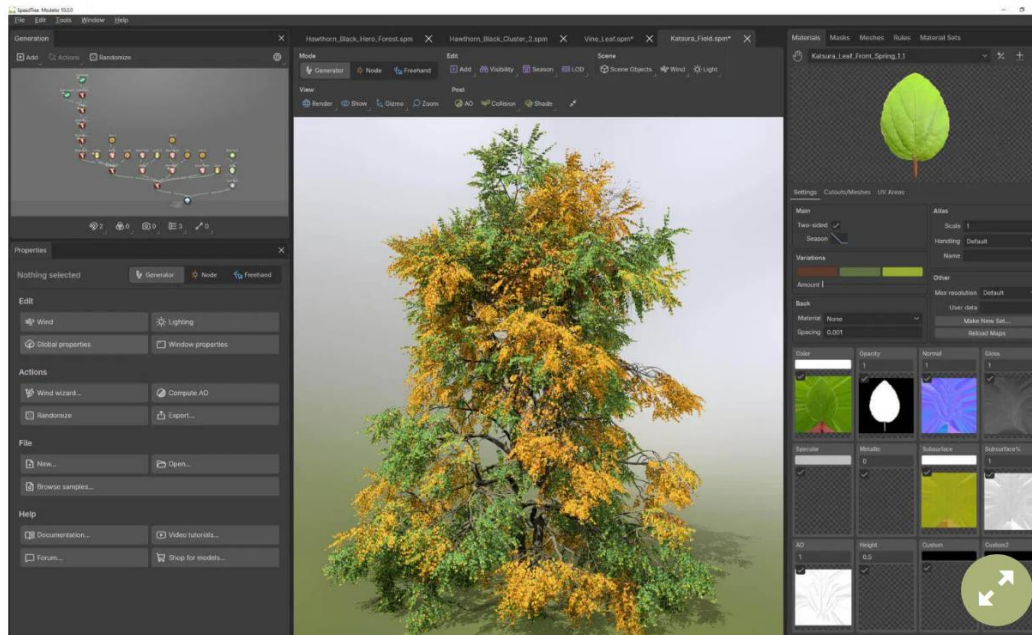 SpeedTree Modeler 10.0.0
File Edit Tools Window Help
Generation
Add Actions Randomize
2 0 0 3 0
Properties
Nothing selected Generator Node Freehand
Edit
Wind Lighting
Global properties Window properties
Actions
Wind wizard... Compute AO
Randomize Export...
File
New... Open...
Browse samples...
Help
Documentation... Video tutorials...
Forum... Shop for models...
Hawthorn_Black_Hero_Forest.spm Hawthorn_Black_Cluster_2.spm Vine_Leaf.spm* Katsura_Field.spm*
Mode Edit Scene
Generator Node Freehand Add Visibility Season LOD Scene Objects Wind Light
View Post
Render Show Gizmo Zoom AO Collision Shade
Materials Masks Meshes Rules Material Sets
Katsura_Leaf_Front_Spring_1_1
Settings Cutouts/Meshes UV Areas
Main
Two-sided
Season
Variations
Amount
Back
Material None
Spacing 0.001
Atlas
Scale 1
Handling Default
Name
Other
Max resolution Default
User data
Make New Set...
Reload Maps
Color Opacity Normal Gloss
1 1 1
Specular Metallic Subsurface Subsurface%
0 1
AO Height Custom Custom2
1 0.5